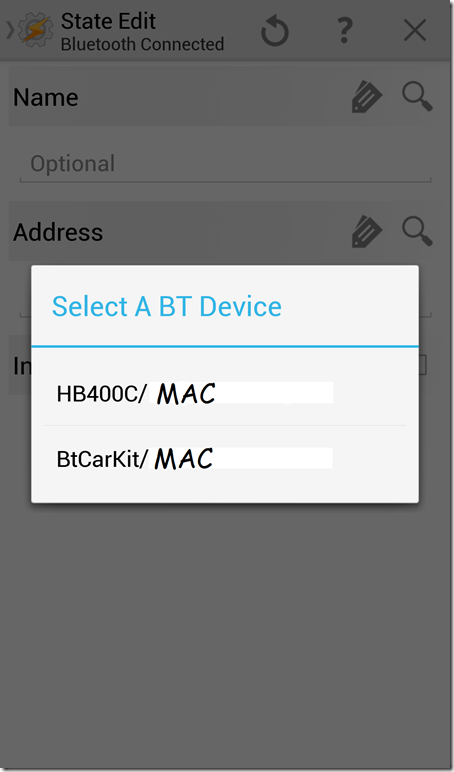 State Edit
Bluetooth Connected
?
Name
Optional
Address
Select A BT Device
In
HB400C/ MAC
BtCarKit/ MAC